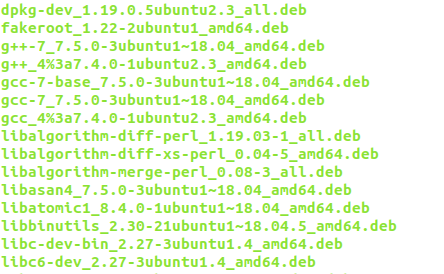 dpkg-dev_1.19.0.5ubuntu2.3_all.deb
fakeroot_1.22-2ubuntu1_amd64.deb
g++-7_7.5.0-3ubuntu1~18.04_amd64.deb
g++_4%3a7.4.0-1ubuntu2.3_amd64.deb
gcc-7-base_7.5.0-3ubuntu1~18.04_amd64.deb
gcc-7_7.5.0-3ubuntu1~18.04_amd64.deb
gcc_4%3a7.4.0-1ubuntu2.3_amd64.deb
libalgorithm-diff-perl_1.19.03-1_all.deb
libalgorithm-diff-xs-perl_0.04-5_amd64.deb
libalgorithm-merge-perl_0.08-3_all.deb
libasan4_7.5.0-3ubuntu1~18.04_amd64.deb
libatomic1_8.4.0-1ubuntu1~18.04_amd64.deb
libbinutils_2.30-21ubuntu1~18.04.5_amd64.deb
libc-dev-bin_2.27-3ubuntu1.4_amd64.deb
libc6-dev_2.27-3ubuntu1.4_amd64.deb